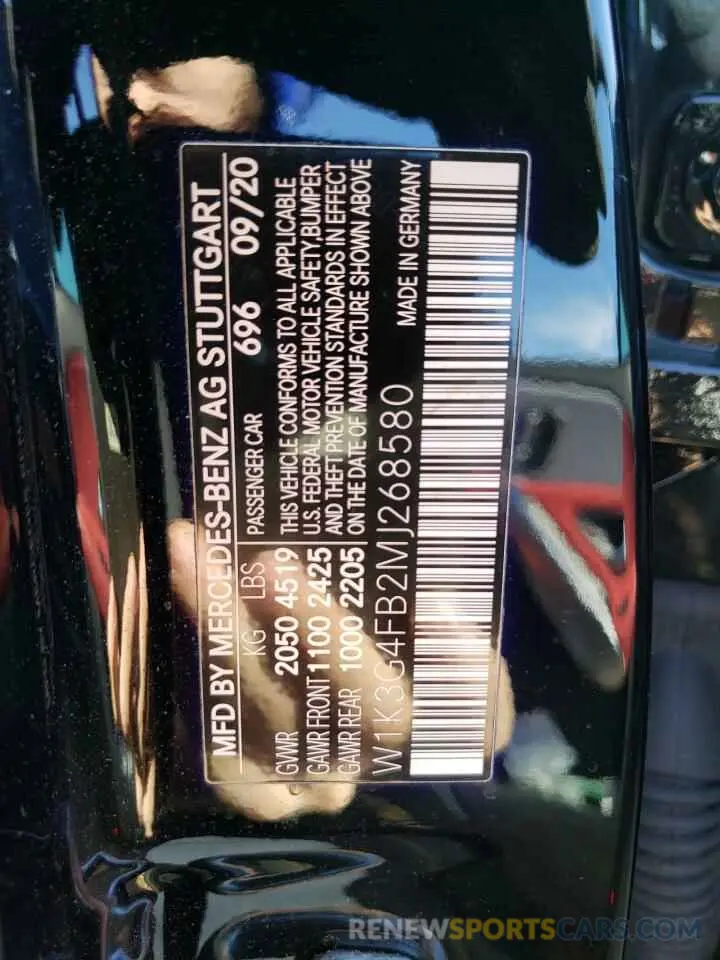 MFD BY MERCEDES-BENZ AG STUTTGART
KG LBS 696 09/20
GVWR 2050 4519 PASSENGER CAR
GAWR FRONT 1100 2425 THIS VEHICLE CONFORMS TO ALL APPLICABLE
GAWR REAR 1000 2205 U.S. FEDERAL MOTOR VEHICLE SAFETY, BUMPER
AND THEFT PREVENTION STANDARDS IN EFFECT
ON THE DATE OF MANUFACTURE SHOWN ABOVE
W1K3G4FB2MJ268580 MADE IN GERMANY
RENEWSPORTSCARS.COM